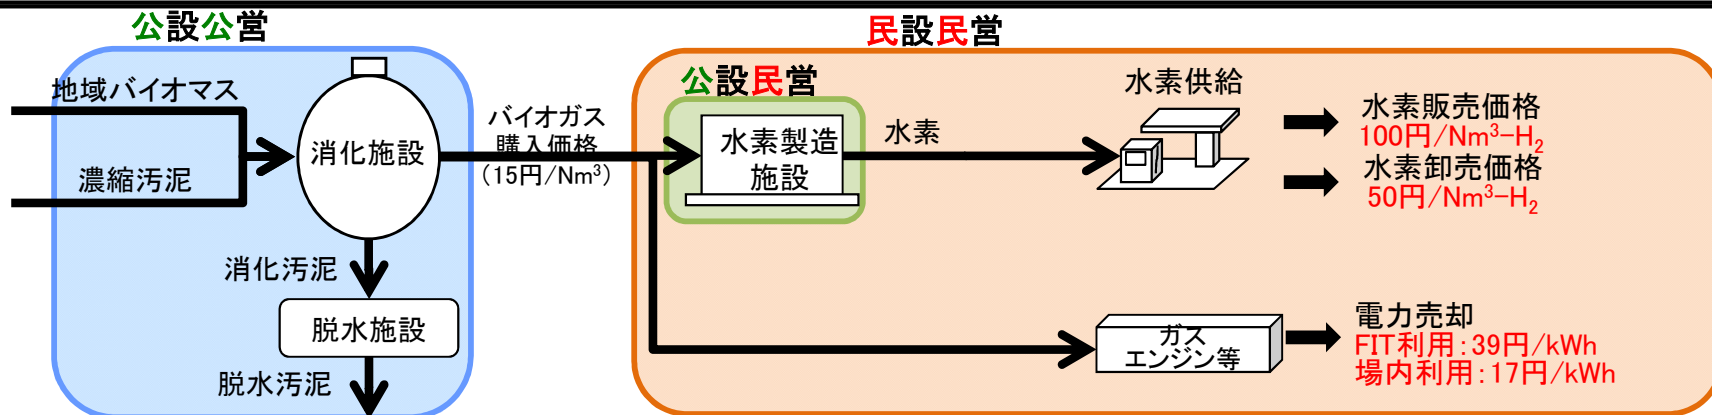 公設公営
民設民営
公設民営
地域バイオマス
濃縮汚泥
消化施設
バイオガス
購入価格
（15円/Nm³）
水素製造
施設
水素
水素供給
水素販売価格
100円/Nm³-H₂
水素卸売価格
50円/Nm³-H₂
消化汚泥
脱水施設
脱水汚泥
ガス
エンジン等
電力売却
FIT利用：39円/kWh
場内利用：17円/kWh